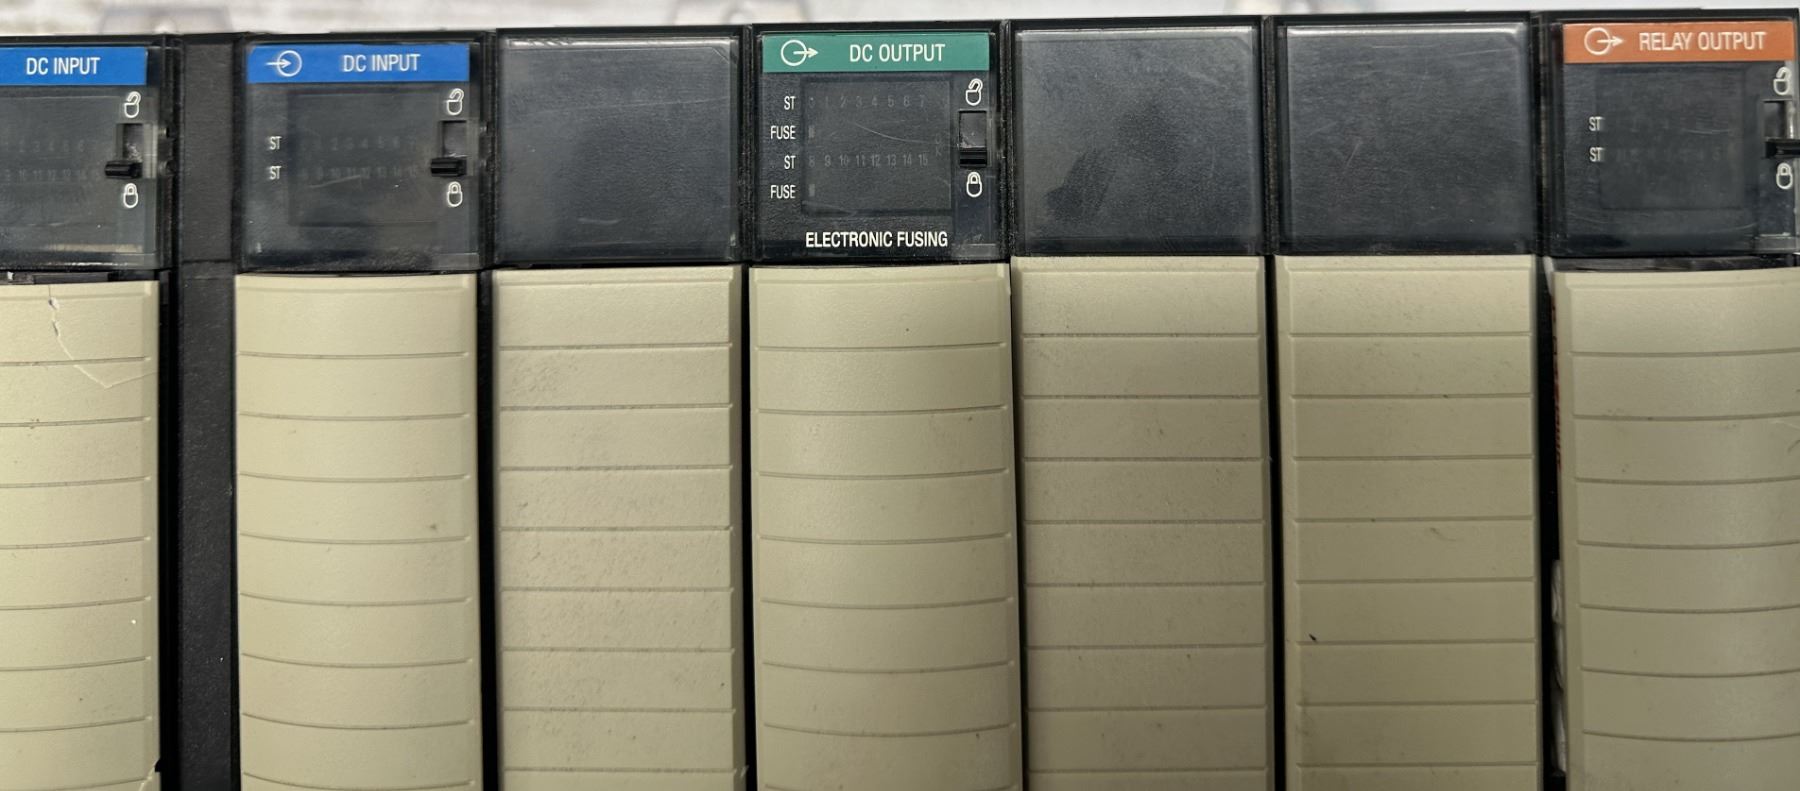 DC INPUT
DC INPUT
ST
ST
DC OUTPUT
ST 1 2 3 4 5 6 7
FUSE
ST 8 9 10 11 12 13 14 15
FUSE
ELECTRONIC FUSING
RELAY OUTPUT
ST
ST